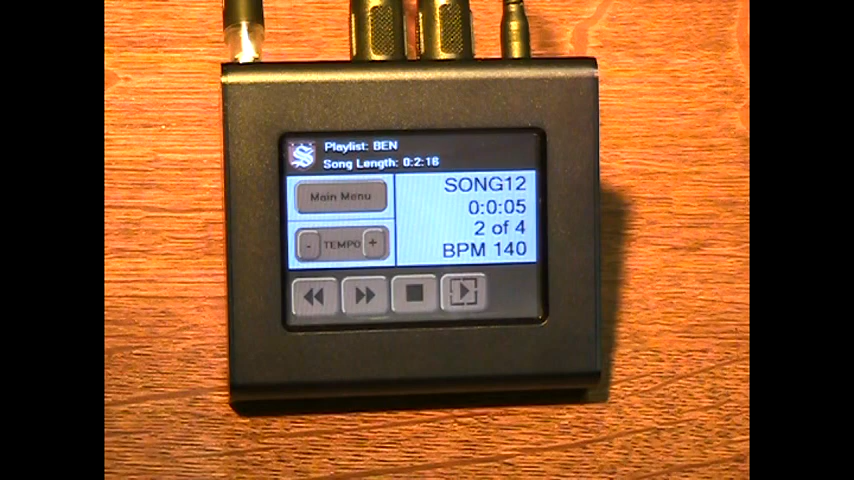 Playlist: BEN
Song Length: 0:2:16
Main Menu
- TEMPO +
SONG12
0:0:05
2 of 4
BPM 140